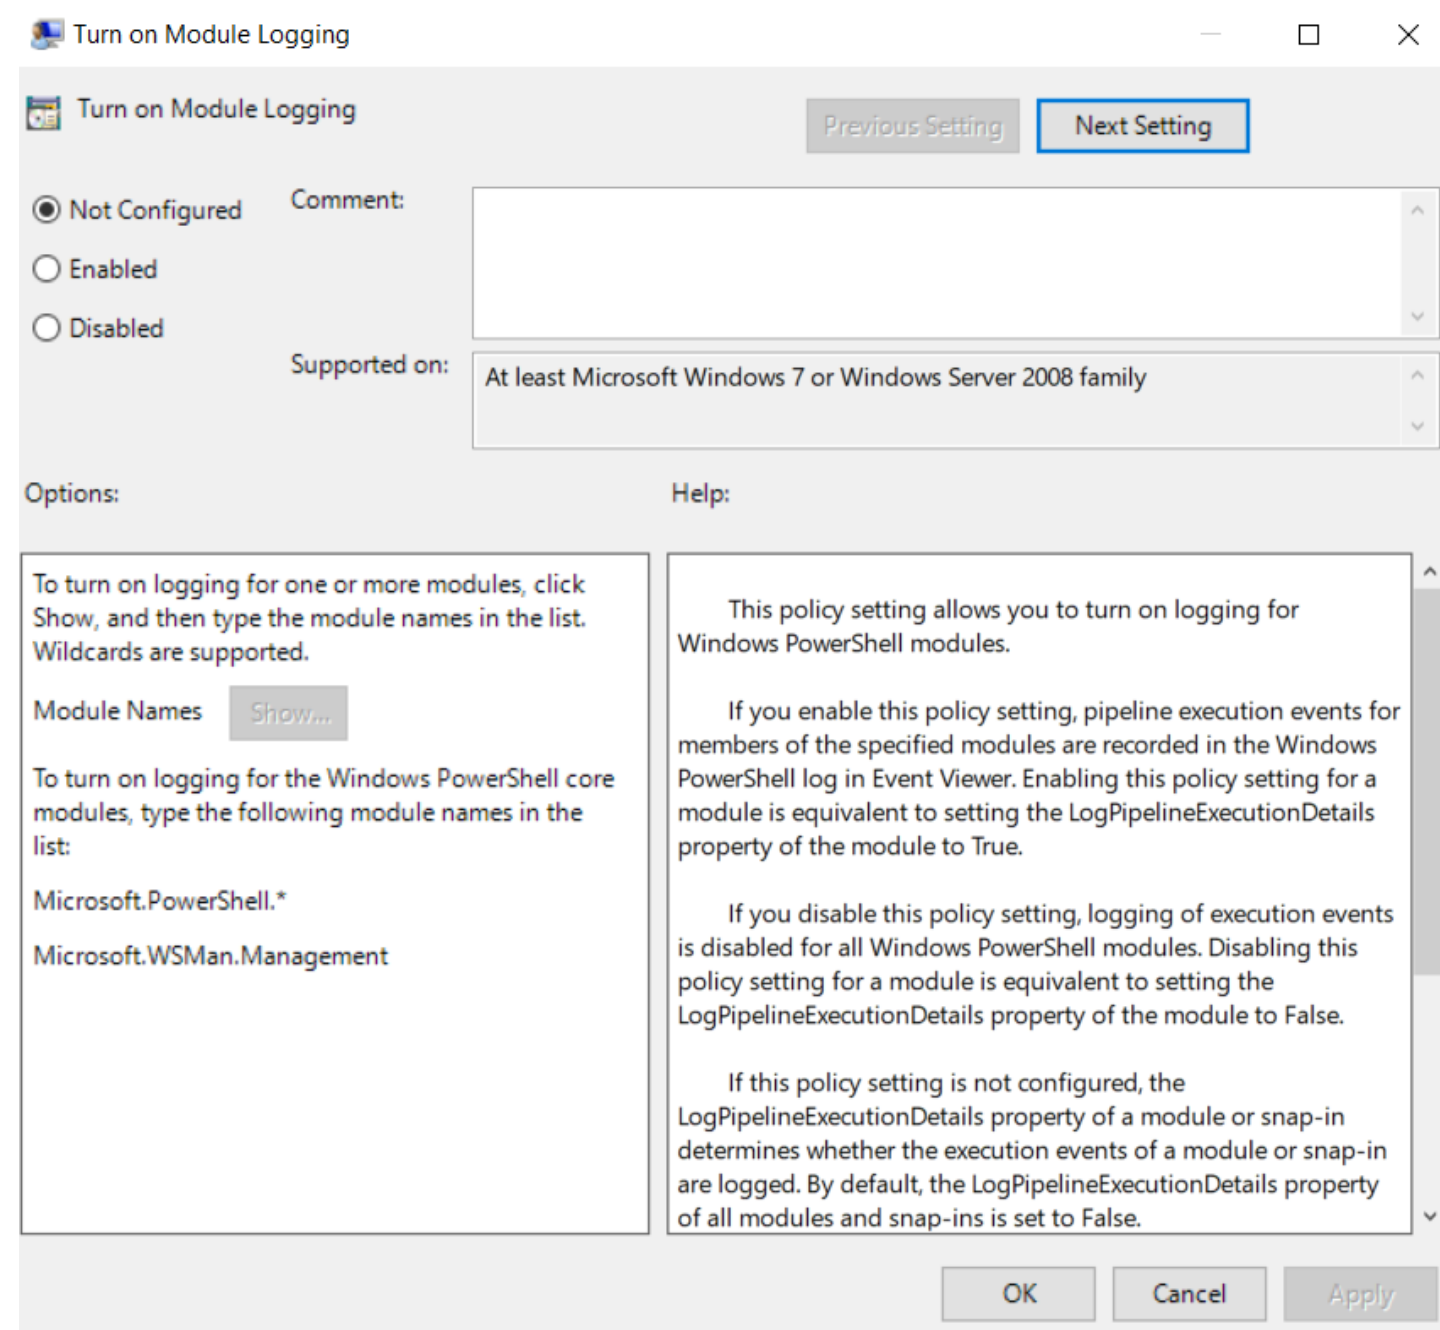 Turn on Module Logging
Turn on Module Logging
Previous Setting
Next Setting
Not Configured
Comment:
Enabled
Disabled
Supported on:
At least Microsoft Windows 7 or Windows Server 2008 family
Options:
Help:
To turn on logging for one or more modules, click
Show, and then type the module names in the list.
Wildcards are supported.
Module Names
Show...
To turn on logging for the Windows PowerShell core
modules, type the following module names in the
list:
Microsoft.PowerShell.*
Microsoft.WSMan.Management
This policy setting allows you to turn on logging for
Windows PowerShell modules.
If you enable this policy setting, pipeline execution events for
members of the specified modules are recorded in the Windows
PowerShell log in Event Viewer. Enabling this policy setting for a
module is equivalent to setting the LogPipelineExecutionDetails
property of the module to True.
If you disable this policy setting, logging of execution events
is disabled for all Windows PowerShell modules. Disabling this
policy setting for a module is equivalent to setting the
LogPipelineExecutionDetails property of the module to False.
If this policy setting is not configured, the
LogPipelineExecutionDetails property of a module or snap-in
determines whether the execution events of a module or snap-in
are logged. By default, the LogPipelineExecutionDetails property
of all modules and snap-ins is set to False.
OK
Cancel
Apply